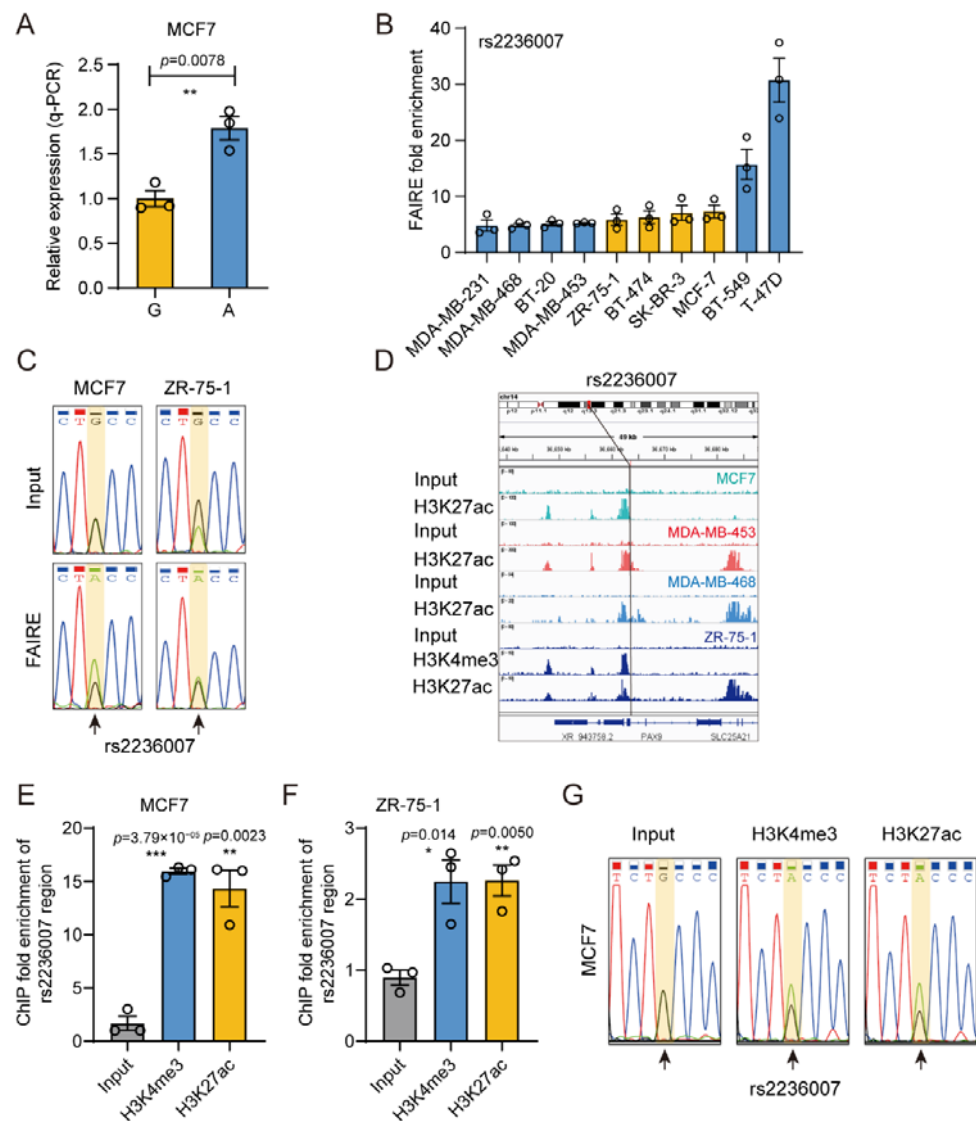 A
MCF7
p=0.0078
**
Relative expression (q-PCR)
2.5
2.0
1.5
1.0
0.5
0.0
G
A
B
rs2236007
FAIRE fold enrichment
40
30
20
10
0
MDA-MB-231
MDA-MB-468
BT-20
MDA-MB-453
ZR-75-1
BT-474
SK-BR-3
MCF-7
BT-549
T-47D
C
MCF7
ZR-75-1
Input
C T G C C
C T G C C
FAIRE
C T A C C
C T A C C
rs2236007
D
rs2236007
chr14
49 kb
Input
MCF7
H3K27ac
Input
MDA-MB-453
H3K27ac
Input
MDA-MB-468
H3K27ac
Input
ZR-75-1
H3K4me3
H3K27ac
XR_943758.2
PAX9
SLC25A21
E
MCF7
p=3.79×10⁻⁰⁵
p=0.0023
***
**
ChIP fold enrichment of
rs2236007 region
20
15
10
5
0
Input
H3K4me3
H3K27ac
F
ZR-75-1
p=0.014
p=0.0050
*
**
ChIP fold enrichment of
rs2236007 region
3
2
1
0
Input
H3K4me3
H3K27ac
G
Input
H3K4me3
H3K27ac
MCF7
T C T G C C C
T C T A C C C
T C T A C C C
rs2236007